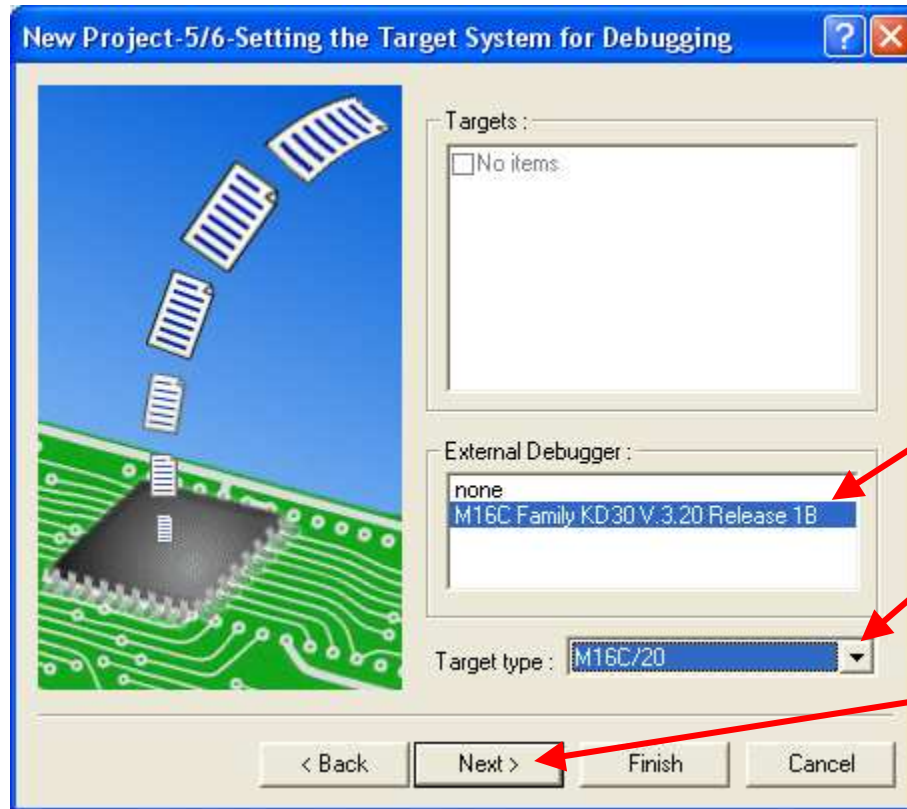 New Project-5/6-Setting the Target System for Debugging
Targets :
No items
External Debugger :
none
M16C Family KD30 V.3.20 Release 1B
Target type :
M16C/20
< Back
Next >
Finish
Cancel